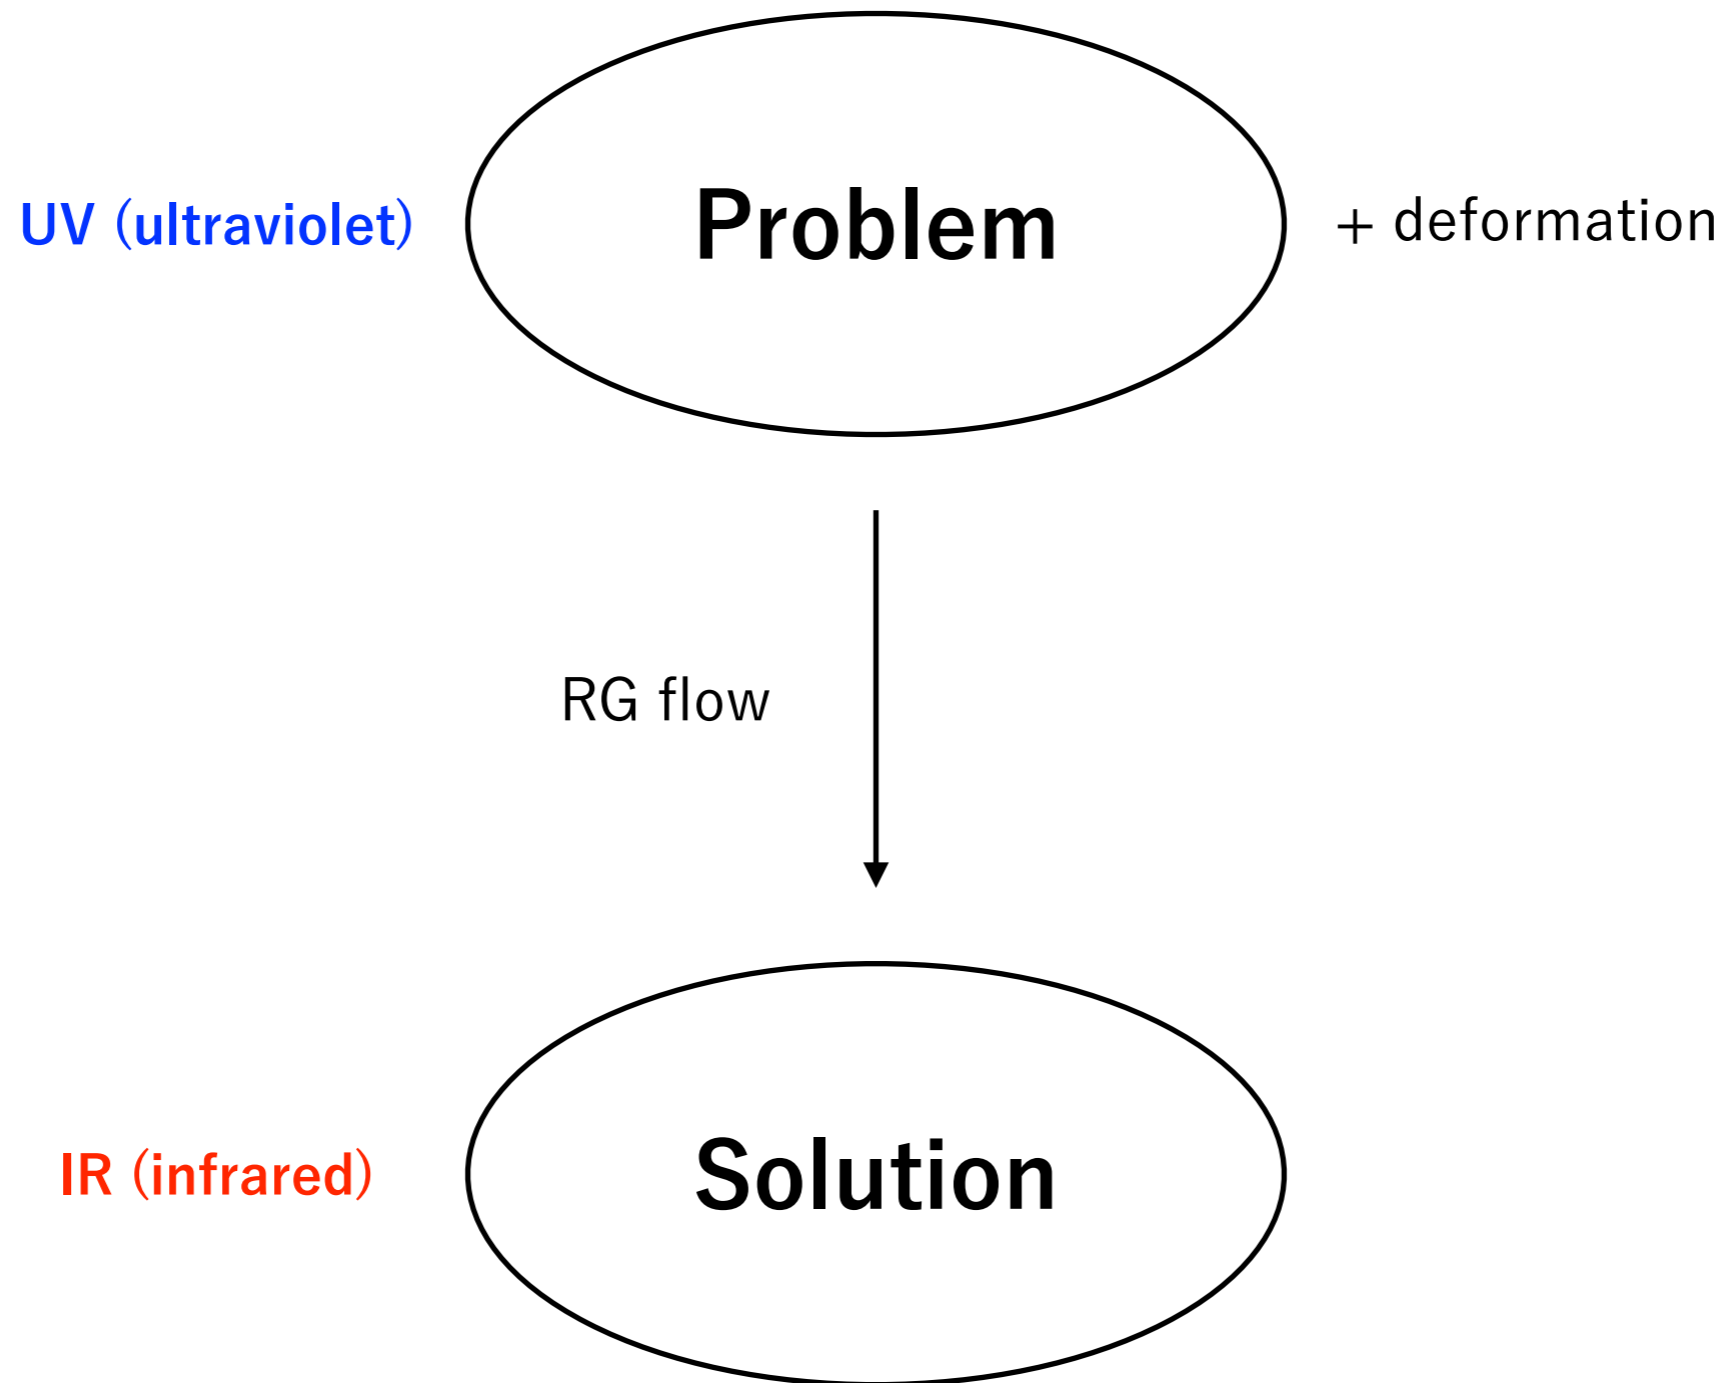 UV (ultraviolet)
Problem
+ deformation
RG flow
IR (infrared)
Solution